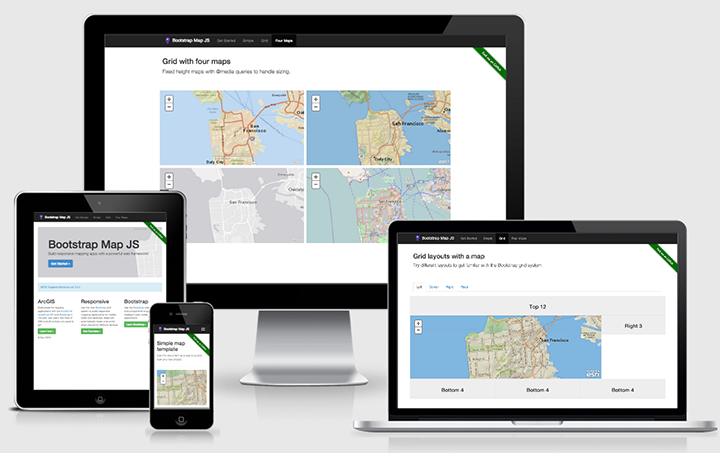 Bootstrap Map JS Get Started Simple Grid Four Maps
Grid with four maps
Fixed height maps with @media queries to handle sizing.
San Francisco
Daly City
San Francisco
Daly City
esri
San Francisco
Oakland
San Francisco
Bootstrap Map JS
Bootstrap Map JS
Build responsive mapping apps with a powerful web framework!
Get Started
ArcGIS Responsive Bootstrap
Bootstrap Map JS
Simple map
template
Bootstrap Map JS Get Started Simple Grid Four Maps
Grid layouts with a map
Try different layouts to get familiar with the Bootstrap grid system.
Left Center Right Stack
Top 12
Right 3
San Francisco
esri
Bottom 4 Bottom 4 Bottom 4